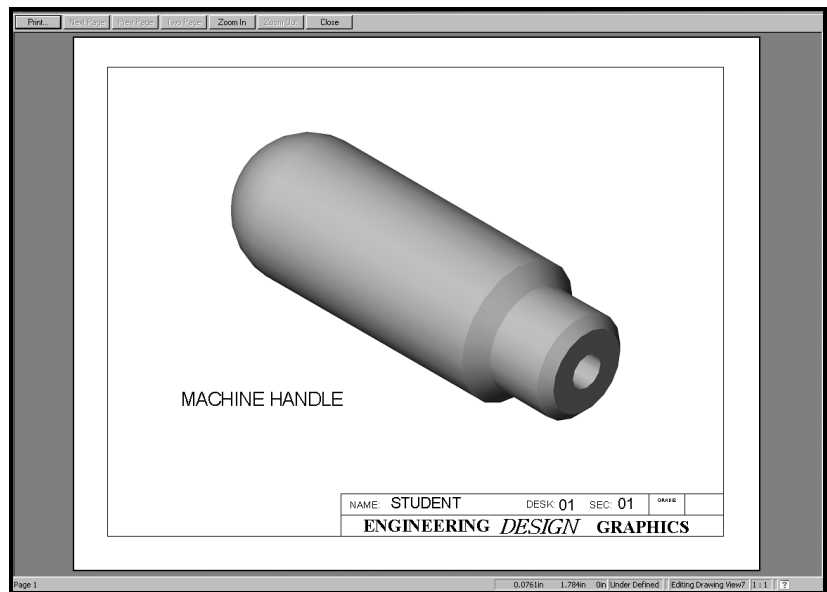 Print... Next Page Prev Page Two Page Zoom In Zoom Out Close
MACHINE HANDLE
NAME: STUDENT DESK: 01 SEC: 01 GRADE
ENGINEERING DESIGN GRAPHICS
Page 1 0.0761in 1.784in 0in Under Defined Editing Drawing View7 1 : 1 ?